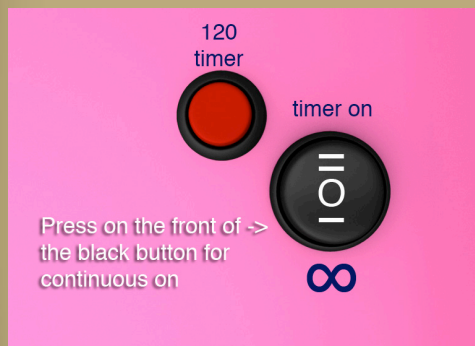 120
timer
timer on
Press on the front of ->
the black button for
continuous on
∞